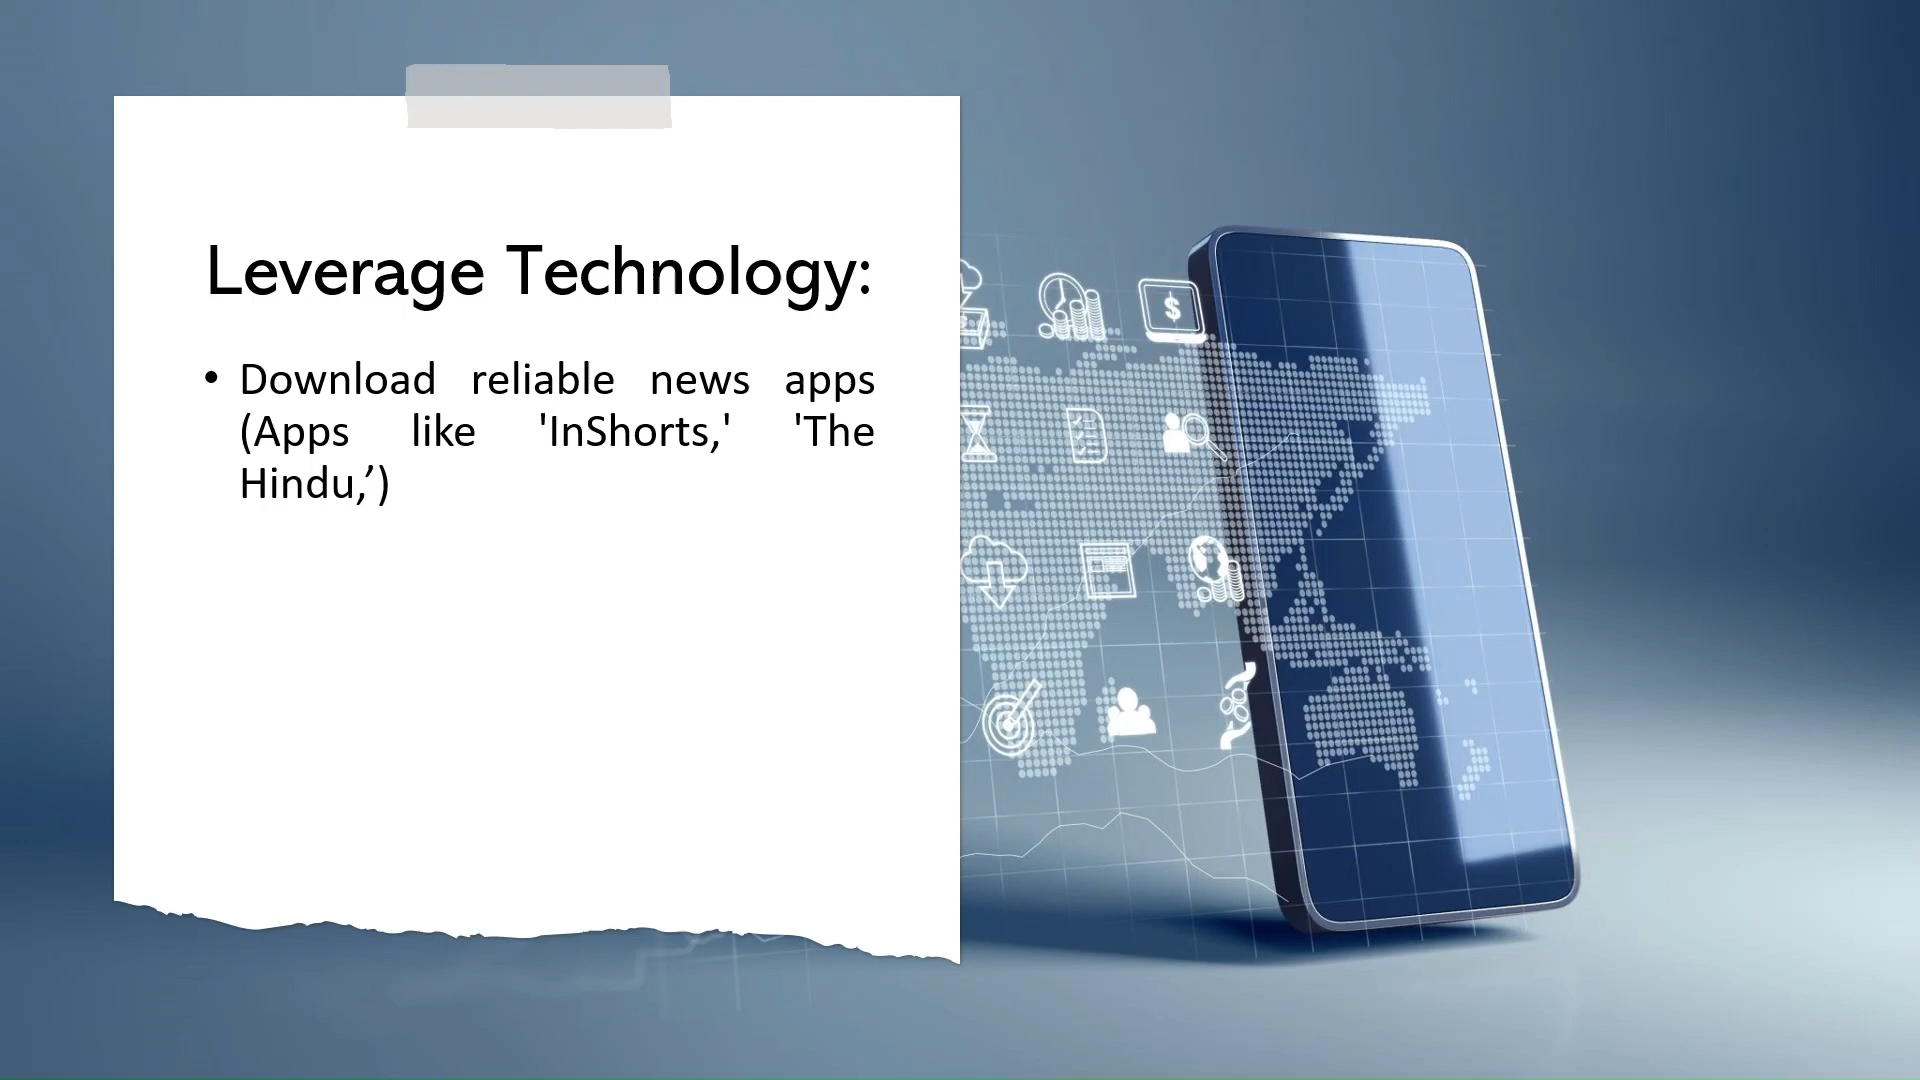 Leverage Technology:
• Download reliable news apps
(Apps like 'InShorts,' 'The
Hindu,’)
$